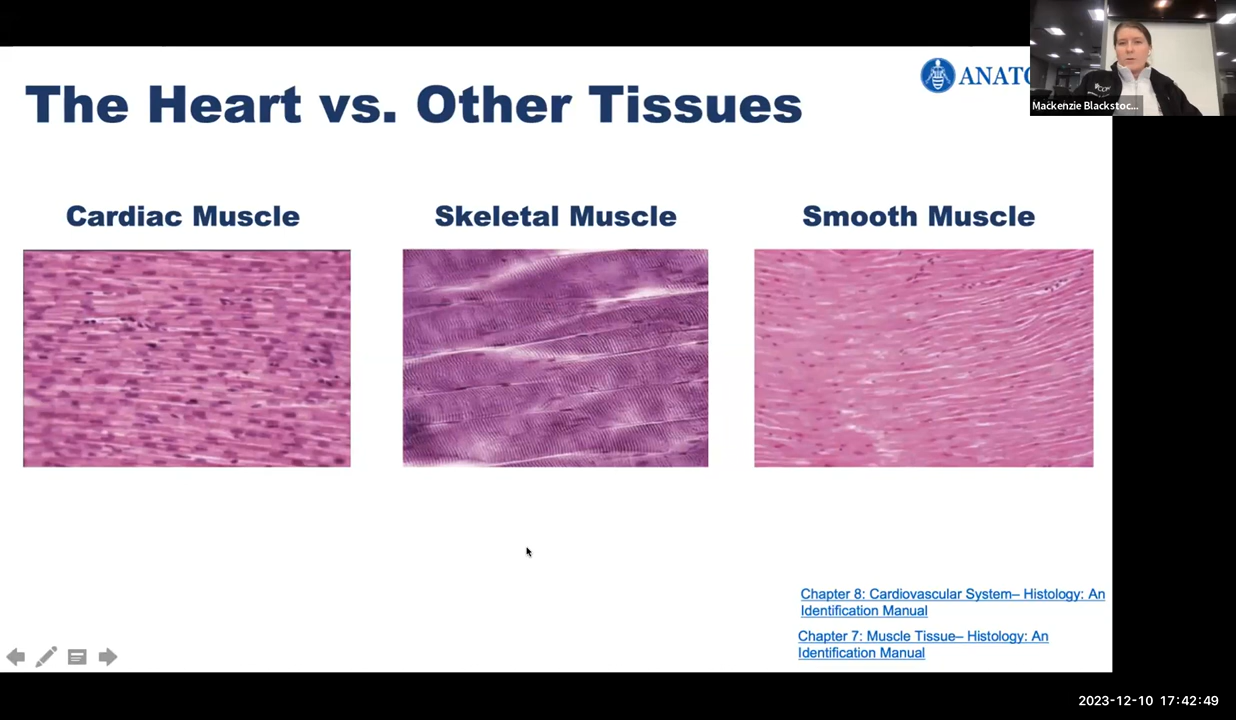 The Heart vs. Other Tissues
ANATO
Mackenzie Blackstoc...
Cardiac Muscle
Skeletal Muscle
Smooth Muscle
Chapter 8: Cardiovascular System– Histology: An
Identification Manual
Chapter 7: Muscle Tissue– Histology: An
Identification Manual
2023-12-10 17:42:49